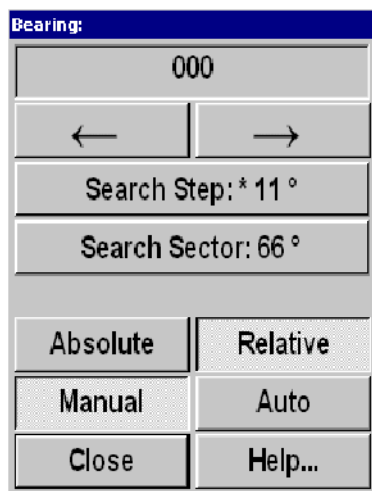 Bearing:
000
← →
Search Step: * 11 °
Search Sector: 66 °
Absolute Relative
Manual Auto
Close Help...